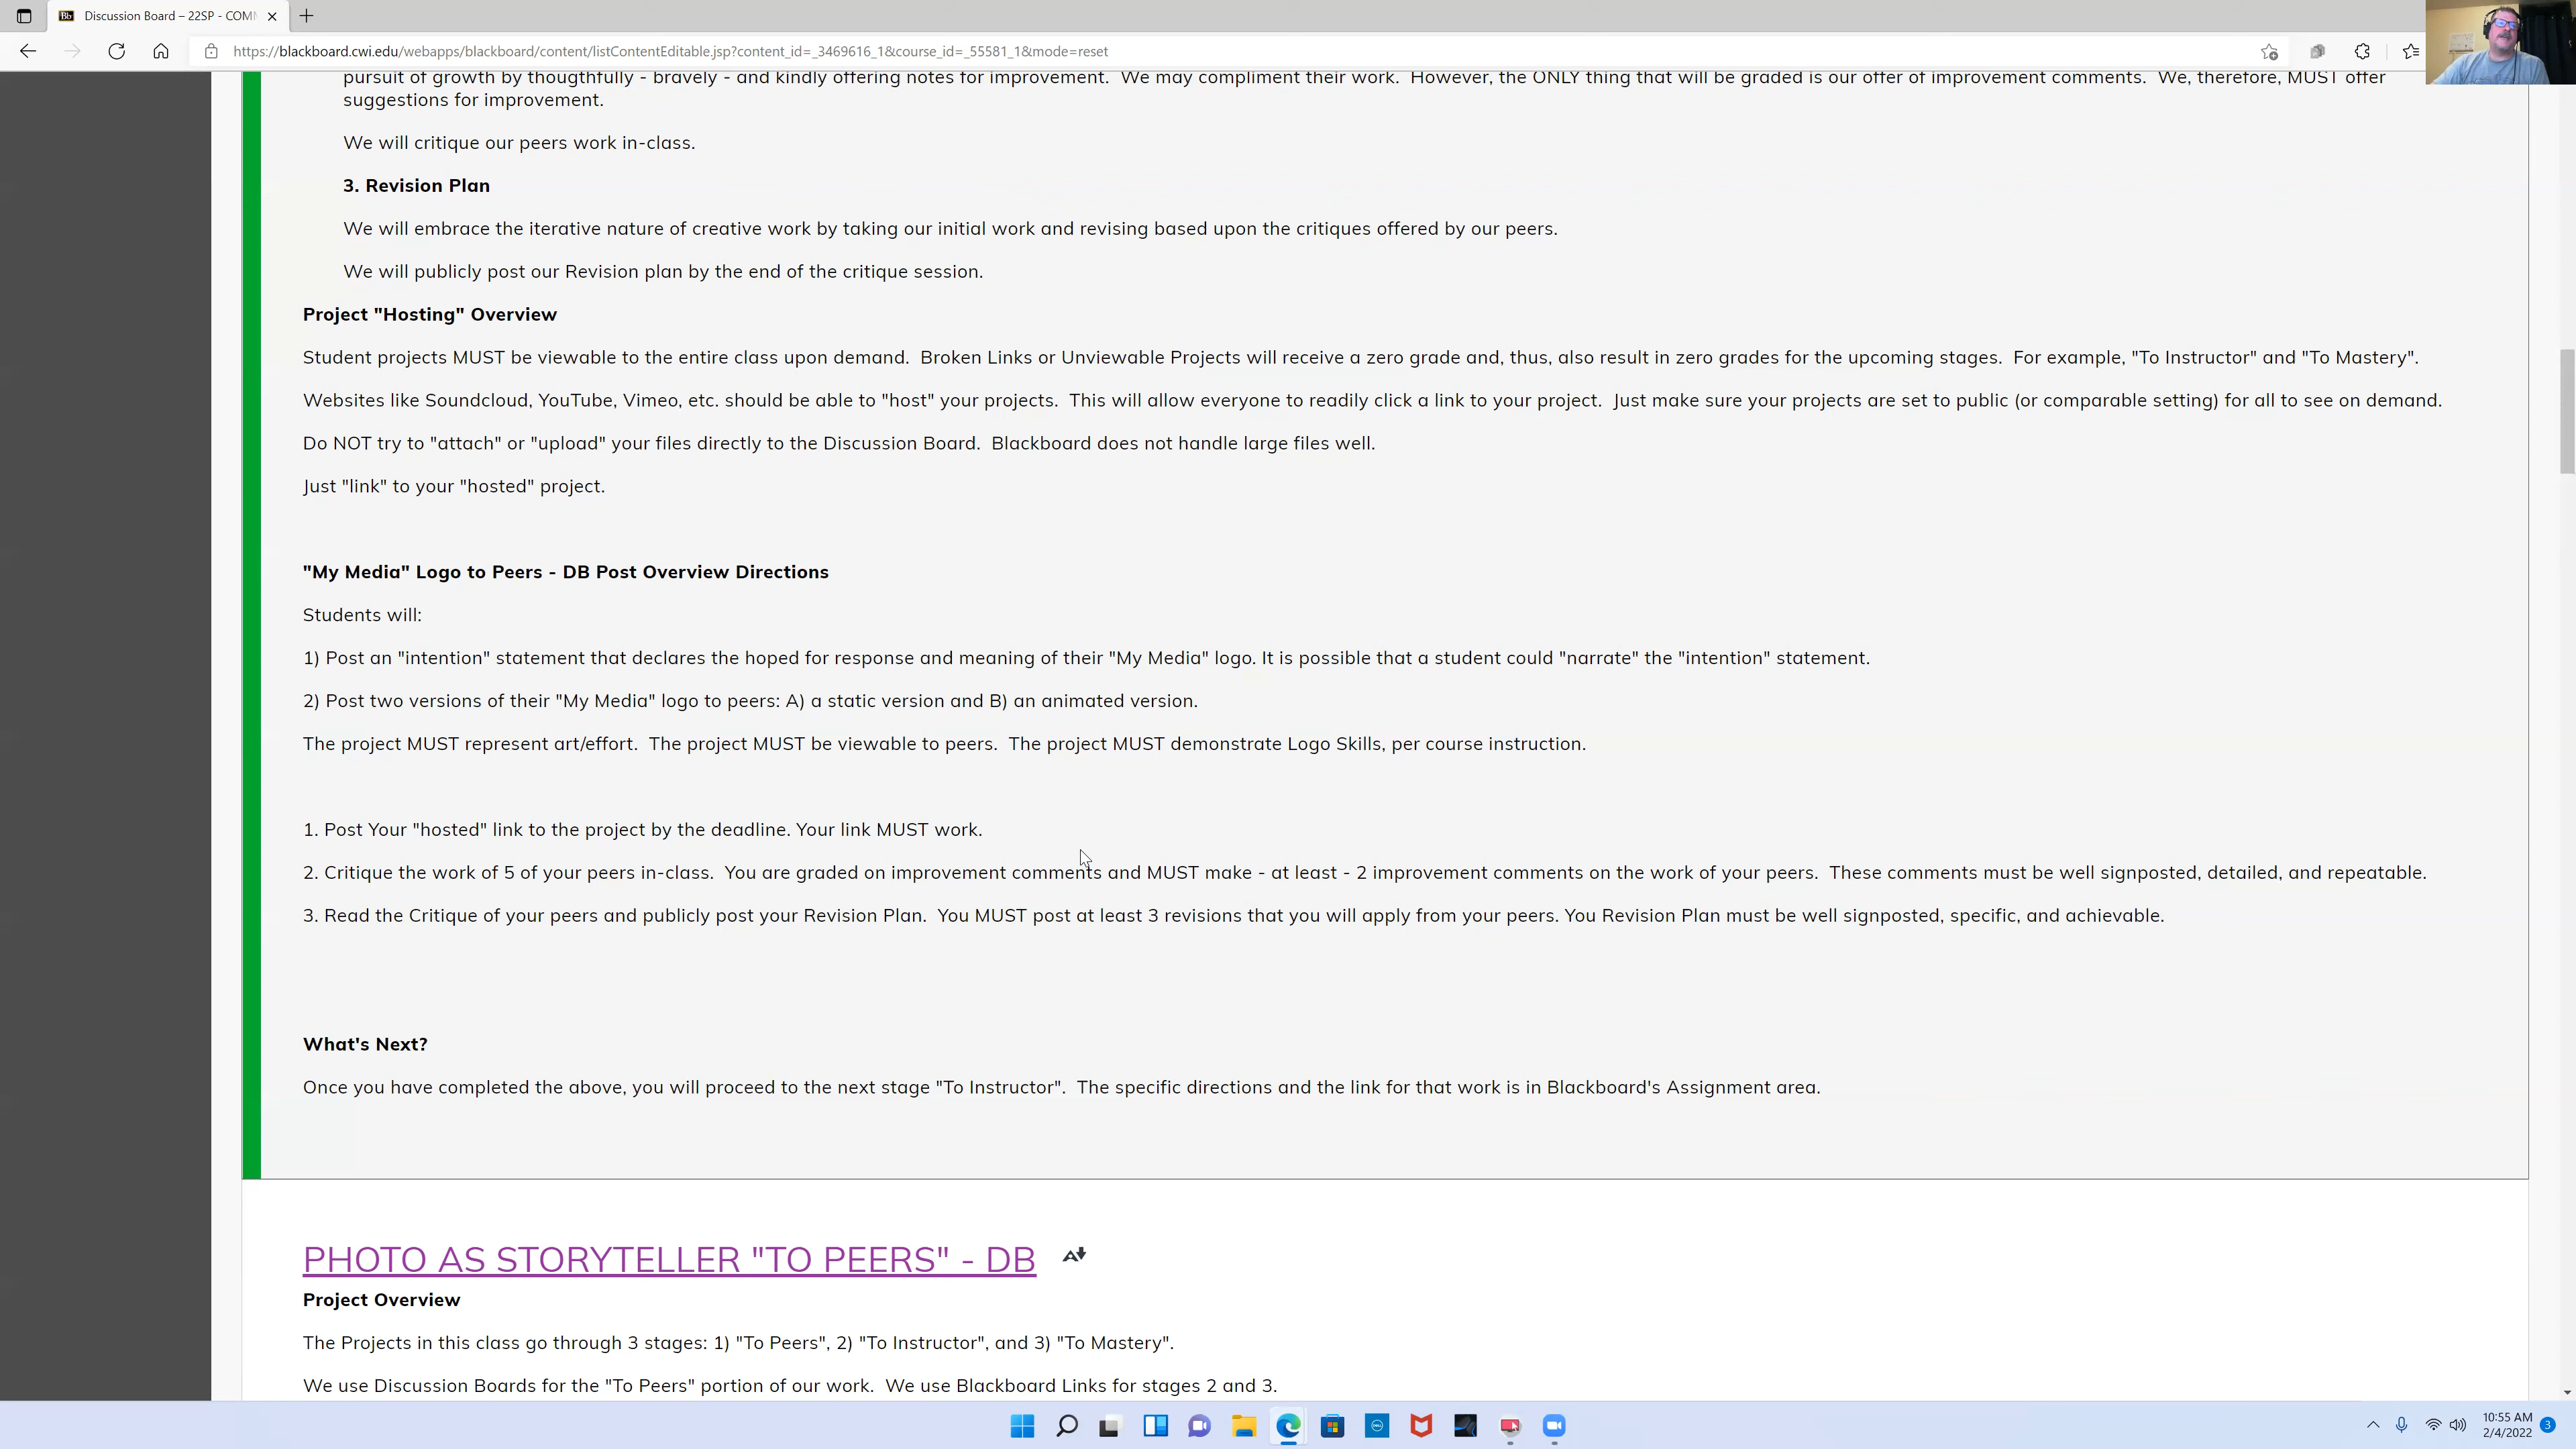 Discussion Board – 22SP - COMM
https://blackboard.cwi.edu/webapps/blackboard/content/listContentEditable.jsp?content_id=_3469616_1&course_id=_55581_1&mode=reset
pursuit of growth by thougthfully - bravely - and kindly offering notes for improvement.  We may compliment their work.  However, the ONLY thing that will be graded is our offer of improvement comments.  We, therefore, MUST offer
suggestions for improvement.
We will critique our peers work in-class.
3. Revision Plan
We will embrace the iterative nature of creative work by taking our initial work and revising based upon the critiques offered by our peers.
We will publicly post our Revision plan by the end of the critique session.
Project "Hosting" Overview
Student projects MUST be viewable to the entire class upon demand.  Broken Links or Unviewable Projects will receive a zero grade and, thus, also result in zero grades for the upcoming stages.  For example, "To Instructor" and "To Mastery".
Websites like Soundcloud, YouTube, Vimeo, etc. should be able to "host" your projects.  This will allow everyone to readily click a link to your project.  Just make sure your projects are set to public (or comparable setting) for all to see on demand.
Do NOT try to "attach" or "upload" your files directly to the Discussion Board.  Blackboard does not handle large files well.
Just "link" to your "hosted" project.
"My Media" Logo to Peers - DB Post Overview Directions
Students will:
1) Post an "intention" statement that declares the hoped for response and meaning of their "My Media" logo. It is possible that a student could "narrate" the "intention" statement.
2) Post two versions of their "My Media" logo to peers: A) a static version and B) an animated version.
The project MUST represent art/effort.  The project MUST be viewable to peers.  The project MUST demonstrate Logo Skills, per course instruction.
1. Post Your "hosted" link to the project by the deadline. Your link MUST work.
2. Critique the work of 5 of your peers in-class.  You are graded on improvement comments and MUST make - at least - 2 improvement comments on the work of your peers.  These comments must be well signposted, detailed, and repeatable.
3. Read the Critique of your peers and publicly post your Revision Plan.  You MUST post at least 3 revisions that you will apply from your peers. You Revision Plan must be well signposted, specific, and achievable.
What's Next?
Once you have completed the above, you will proceed to the next stage "To Instructor".  The specific directions and the link for that work is in Blackboard's Assignment area.
PHOTO AS STORYTELLER "TO PEERS" - DB
Project Overview
The Projects in this class go through 3 stages: 1) "To Peers", 2) "To Instructor", and 3) "To Mastery".
We use Discussion Boards for the "To Peers" portion of our work.  We use Blackboard Links for stages 2 and 3.
10:55 AM
2/4/2022
3